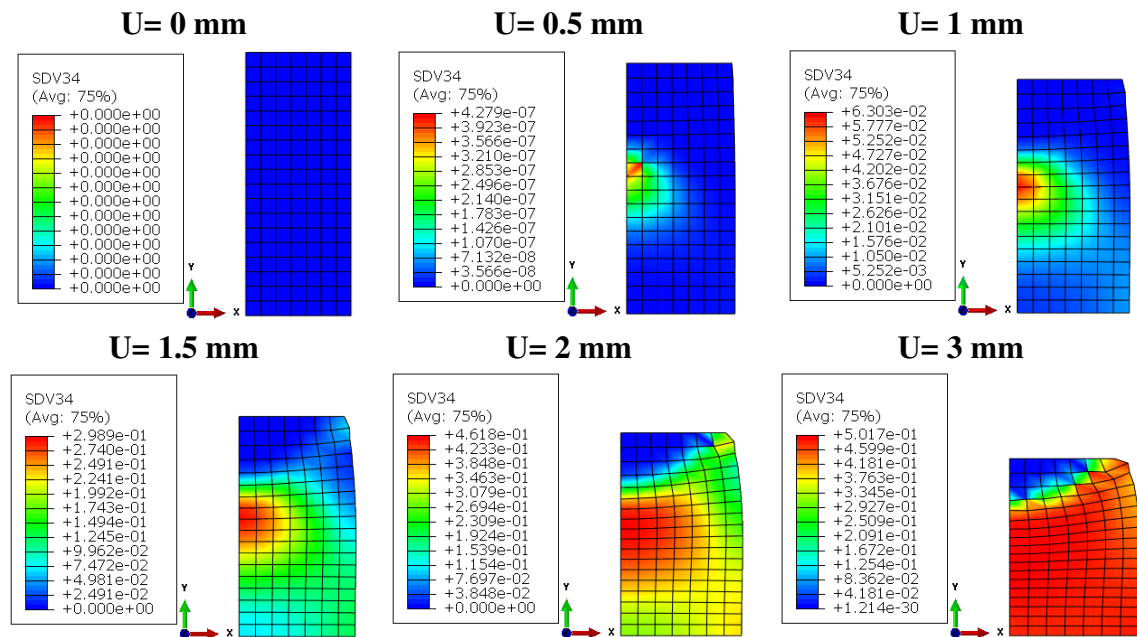 U= 0 mm
SDV34
(Avg: 75%)
+0.000e+00
+0.000e+00
+0.000e+00
+0.000e+00
+0.000e+00
+0.000e+00
+0.000e+00
+0.000e+00
+0.000e+00
+0.000e+00
+0.000e+00
+0.000e+00
+0.000e+00
Y
Z
X
U= 0.5 mm
SDV34
(Avg: 75%)
+4.279e-07
+3.923e-07
+3.566e-07
+3.210e-07
+2.853e-07
+2.496e-07
+2.140e-07
+1.783e-07
+1.426e-07
+1.070e-07
+7.132e-08
+3.566e-08
+0.000e+00
Y
Z
X
U= 1 mm
SDV34
(Avg: 75%)
+6.303e-02
+5.777e-02
+5.252e-02
+4.727e-02
+4.202e-02
+3.676e-02
+3.151e-02
+2.626e-02
+2.101e-02
+1.576e-02
+1.050e-02
+5.252e-03
+0.000e+00
Y
Z
X
U= 1.5 mm
SDV34
(Avg: 75%)
+2.989e-01
+2.740e-01
+2.491e-01
+2.241e-01
+1.992e-01
+1.743e-01
+1.494e-01
+1.245e-01
+9.962e-02
+7.472e-02
+4.981e-02
+2.491e-02
+0.000e+00
Y
Z
X
U= 2 mm
SDV34
(Avg: 75%)
+4.618e-01
+4.233e-01
+3.848e-01
+3.463e-01
+3.079e-01
+2.694e-01
+2.309e-01
+1.924e-01
+1.539e-01
+1.154e-01
+7.697e-02
+3.848e-02
+0.000e+00
Y
Z
X
U= 3 mm
SDV34
(Avg: 75%)
+5.017e-01
+4.599e-01
+4.181e-01
+3.763e-01
+3.345e-01
+2.927e-01
+2.509e-01
+2.091e-01
+1.672e-01
+1.254e-01
+8.362e-02
+4.181e-02
+1.214e-30
Y
Z
X